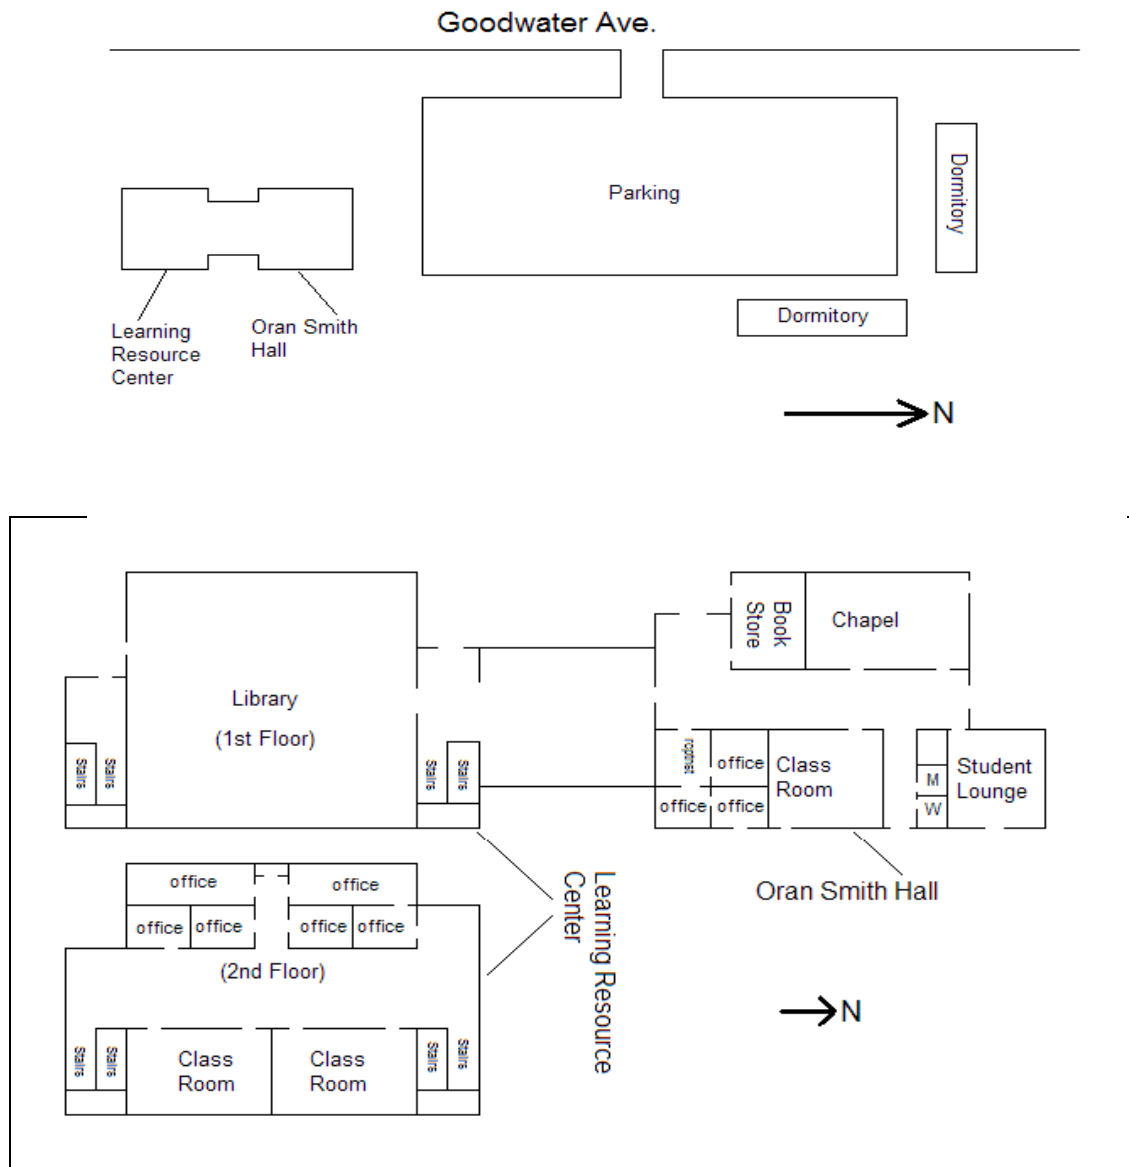 Goodwater Ave.
Parking
Dormitory
Dormitory
Learning
Resource
Center
Oran Smith
Hall
N
Book
Store
Chapel
Library
(1st Floor)
Stairs
Stairs
Stairs
Stairs
rcptnst
office
Class
Room
office
office
M
W
Student
Lounge
Oran Smith Hall
Learning Resource
Center
office
office
office
office
office
office
(2nd Floor)
N
Stairs
Stairs
Class
Room
Class
Room
Stairs
Stairs